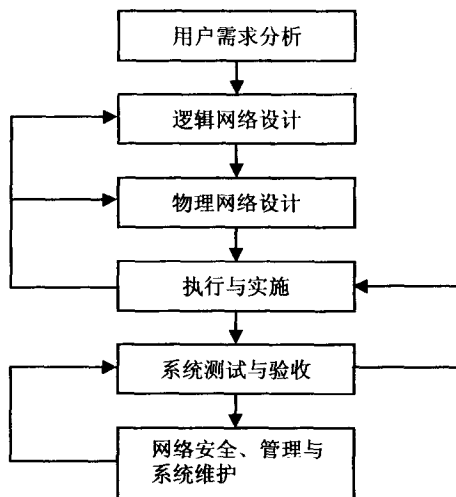 用户需求分析
逻辑网络设计
物理网络设计
执行与实施
系统测试与验收
网络安全、管理与
系统维护